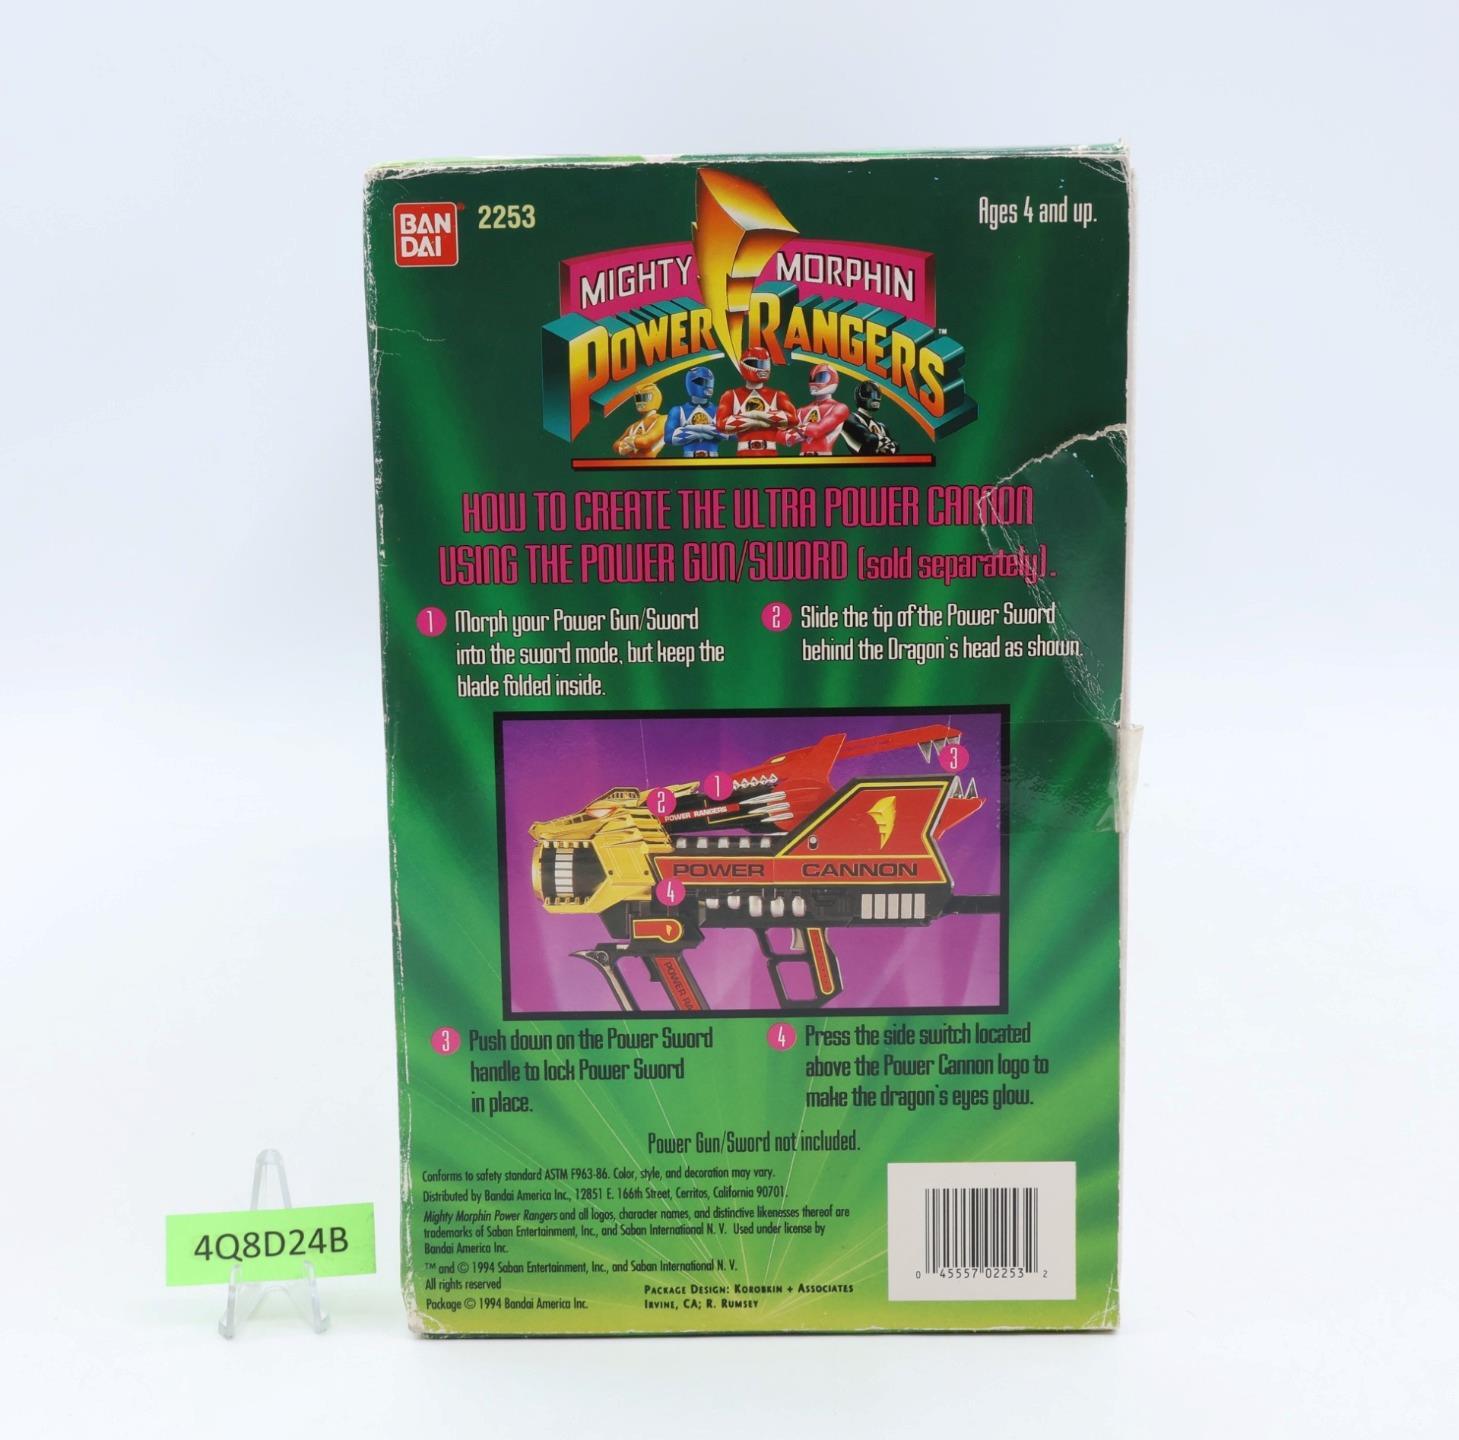 BAN
DAI
2253
Ages 4 and up.
MIGHTY MORPHIN
POWER RANGERS™
HOW TO CREATE THE ULTRA POWER CANNON
USING THE POWER GUN/SWORD (sold separately).
1 Morph your Power Gun/Sword
into the sword mode, but keep the
blade folded inside.
2 Slide the tip of the Power Sword
behind the Dragon's head as shown.
3
1
2
POWER RANGERS
POWER CANNON
4
POWER RA
3 Push down on the Power Sword
handle to lock Power Sword
in place.
4 Press the side switch located
above the Power Cannon logo to
make the dragon's eyes glow.
Power Gun/Sword not included.
Conforms to safety standard ASTM F963-86. Color, style, and decoration may vary.
Distributed by Bandai America Inc., 12851 E. 166th Street, Cerritos, California 90701.
Mighty Morphin Power Rangers and all logos, character names, and distinctive likenesses thereof are
trademarks of Saban Entertainment, Inc., and Saban International N. V. Used under license by
Bandai America Inc.
™ and © 1994 Saban Entertainment, Inc., and Saban International N. V.
All rights reserved
Package © 1994 Bandai America Inc.
PACKAGE DESIGN: KOROBKIN + ASSOCIATES
IRVINE, CA; R. RUMSEY
0 45557 02253 2
4Q8D24B